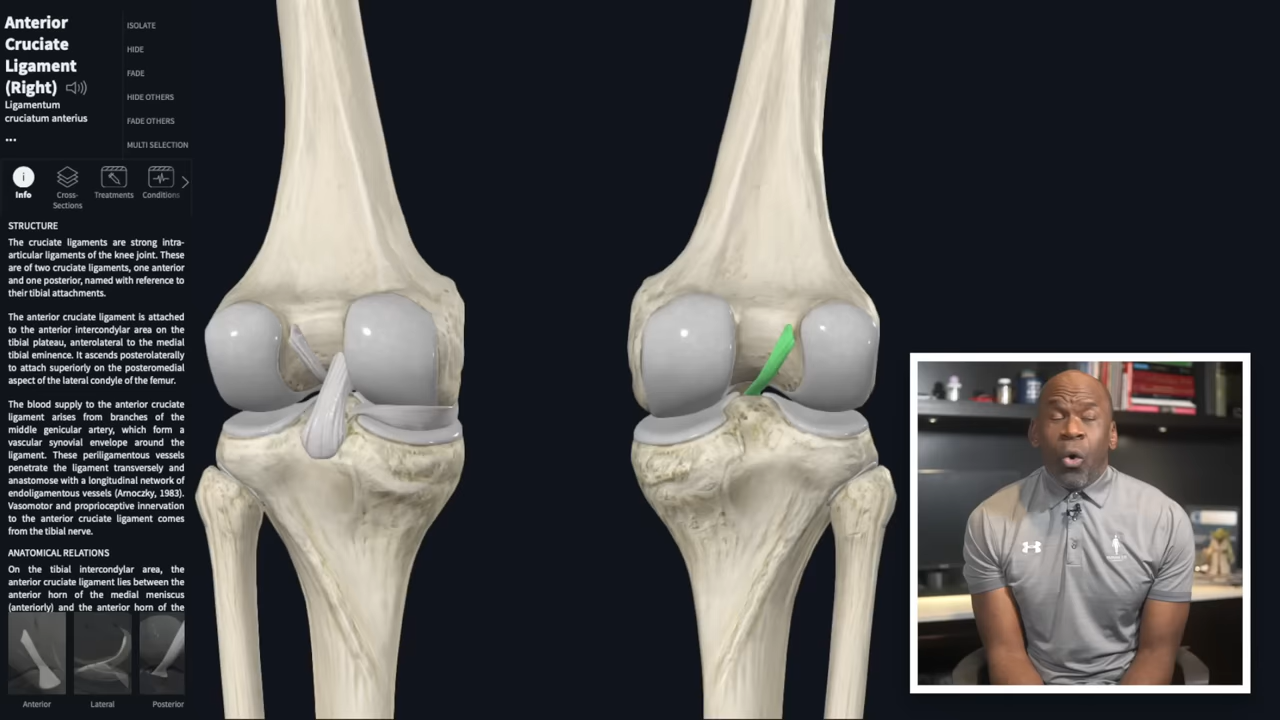 Anterior
Cruciate
Ligament
(Right)
Ligamentum
cruciatum anterius
...
ISOLATE
HIDE
FADE
HIDE OTHERS
FADE OTHERS
MULTI SELECTION
Info
Cross-
Sections
Treatments
Conditions
STRUCTURE
The cruciate ligaments are strong intra-
articular ligaments of the knee joint. These
are of two cruciate ligaments, one anterior
and one posterior, named with reference to
their tibial attachments.
The anterior cruciate ligament is attached
to the anterior intercondylar area on the
tibial plateau, anterolateral to the medial
tibial eminence. It ascends posterolaterally
to attach superiorly on the posteromedial
aspect of the lateral condyle of the femur.
The blood supply to the anterior cruciate
ligament arises from branches of the
middle genicular artery, which form a
vascular synovial envelope around the
ligament. These periligamentous vessels
penetrate the ligament transversely and
anastomose with a longitudinal network of
endoligamentous vessels (Arnoczky, 1983).
Vasomotor and proprioceptive innervation
to the anterior cruciate ligament comes
from the tibial nerve.
ANATOMICAL RELATIONS
On the tibial intercondylar area, the
anterior cruciate ligament lies between the
anterior horn of the medial meniscus
(anteriorly) and the anterior horn of the
Anterior
Lateral
Posterior